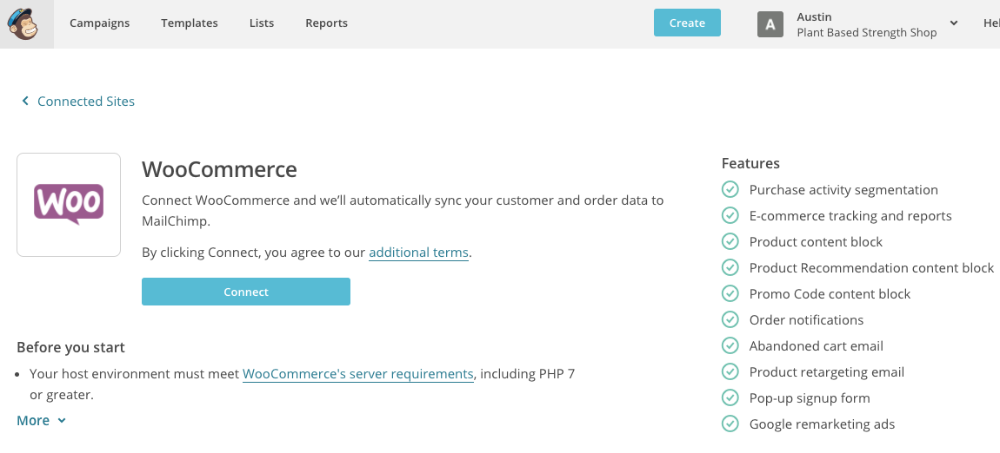 Campaigns Templates Lists Reports Create A Austin
Plant Based Strength Shop
Connected Sites
Woo
WooCommerce
Connect WooCommerce and we'll automatically sync your customer and order data to
MailChimp.
By clicking Connect, you agree to our additional terms.
Connect
Before you start
• Your host environment must meet WooCommerce's server requirements, including PHP 7
or greater.
More
Features
Purchase activity segmentation
E-commerce tracking and reports
Product content block
Product Recommendation content block
Promo Code content block
Order notifications
Abandoned cart email
Product retargeting email
Pop-up signup form
Google remarketing ads